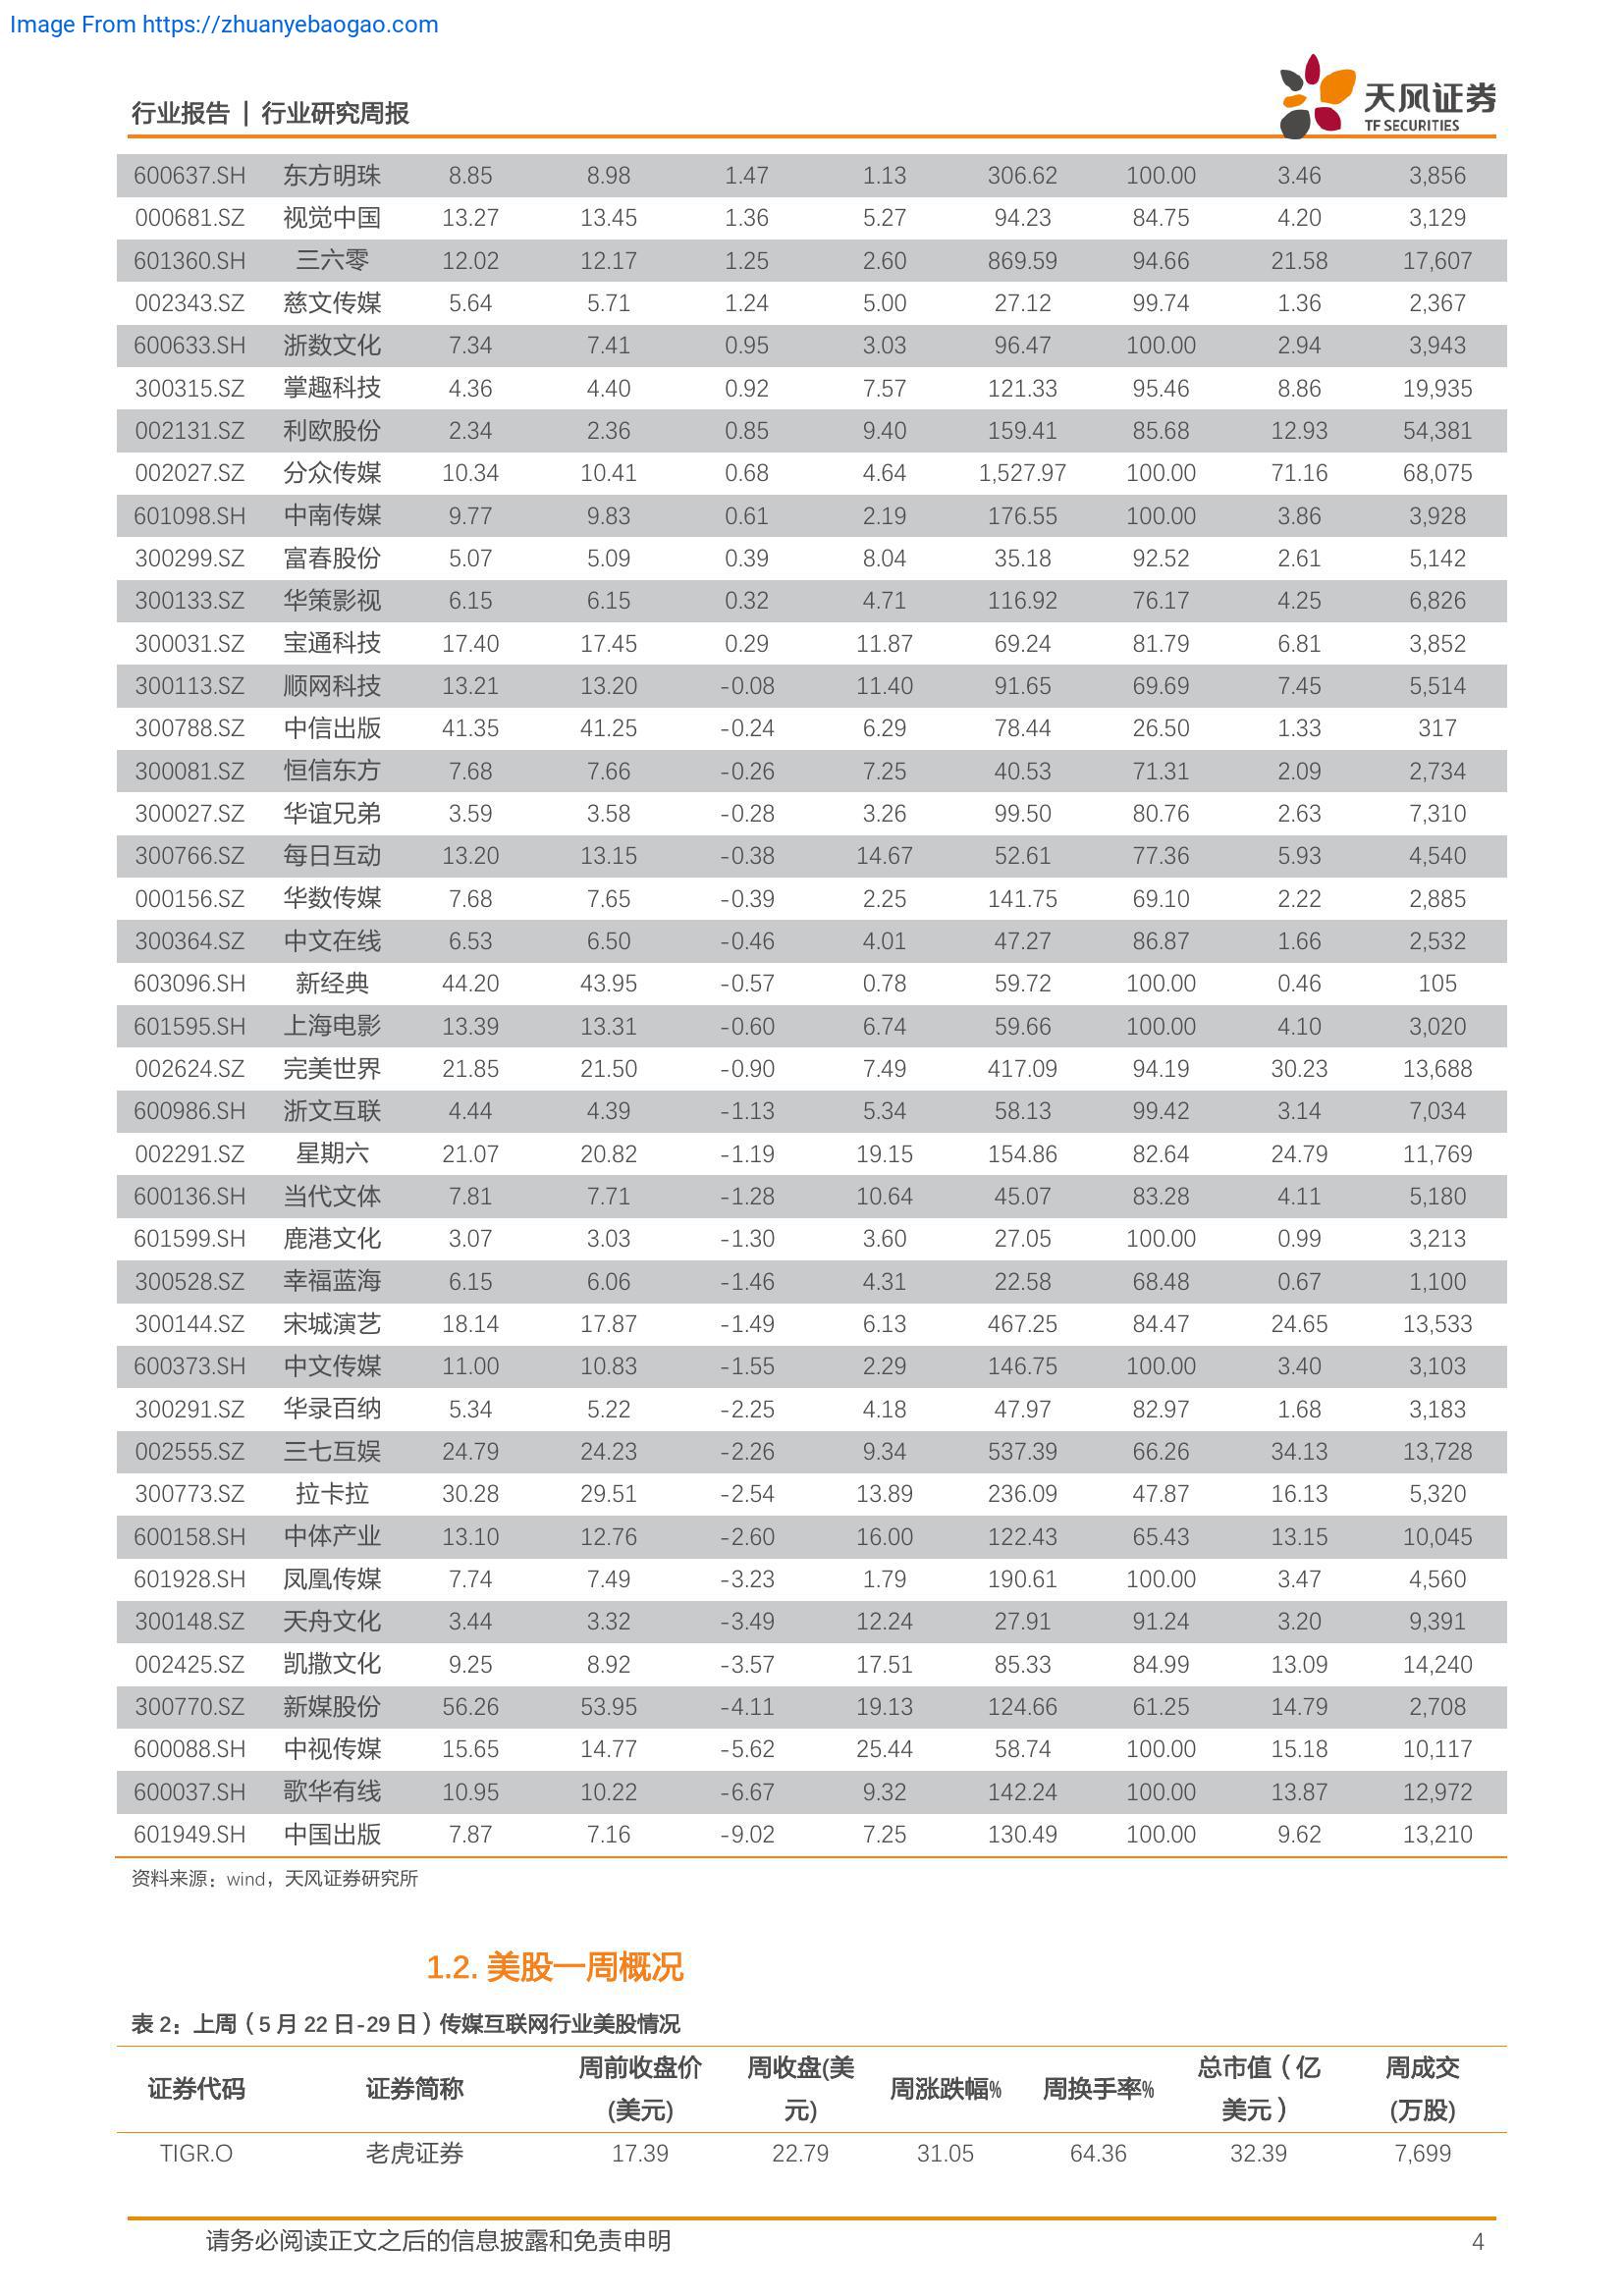 Image From https://zhuanyebaogao.com
行业报告 | 行业研究周报
天风证券
TF SECURITIES
600637.SH 东方明珠 8.85 8.98 1.47 1.13 306.62 100.00 3.46 3,856
000681.SZ 视觉中国 13.27 13.45 1.36 5.27 94.23 84.75 4.20 3,129
601360.SH 三六零 12.02 12.17 1.25 2.60 869.59 94.66 21.58 17,607
002343.SZ 慈文传媒 5.64 5.71 1.24 5.00 27.12 99.74 1.36 2,367
600633.SH 浙数文化 7.34 7.41 0.95 3.03 96.47 100.00 2.94 3,943
300315.SZ 掌趣科技 4.36 4.40 0.92 7.57 121.33 95.46 8.86 19,935
002131.SZ 利欧股份 2.34 2.36 0.85 9.40 159.41 85.68 12.93 54,381
002027.SZ 分众传媒 10.34 10.41 0.68 4.64 1,527.97 100.00 71.16 68,075
601098.SH 中南传媒 9.77 9.83 0.61 2.19 176.55 100.00 3.86 3,928
300299.SZ 富春股份 5.07 5.09 0.39 8.04 35.18 92.52 2.61 5,142
300133.SZ 华策影视 6.15 6.15 0.32 4.71 116.92 76.17 4.25 6,826
300031.SZ 宝通科技 17.40 17.45 0.29 11.87 69.24 81.79 6.81 3,852
300113.SZ 顺网科技 13.21 13.20 -0.08 11.40 91.65 69.69 7.45 5,514
300788.SZ 中信出版 41.35 41.25 -0.24 6.29 78.44 26.50 1.33 317
300081.SZ 恒信东方 7.68 7.66 -0.26 7.25 40.53 71.31 2.09 2,734
300027.SZ 华谊兄弟 3.59 3.58 -0.28 3.26 99.50 80.76 2.63 7,310
300766.SZ 每日互动 13.20 13.15 -0.38 14.67 52.61 77.36 5.93 4,540
000156.SZ 华数传媒 7.68 7.65 -0.39 2.25 141.75 69.10 2.22 2,885
300364.SZ 中文在线 6.53 6.50 -0.46 4.01 47.27 86.87 1.66 2,532
603096.SH 新经典 44.20 43.95 -0.57 0.78 59.72 100.00 0.46 105
601595.SH 上海电影 13.39 13.31 -0.60 6.74 59.66 100.00 4.10 3,020
002624.SZ 完美世界 21.85 21.50 -0.90 7.49 417.09 94.19 30.23 13,688
600986.SH 浙文互联 4.44 4.39 -1.13 5.34 58.13 99.42 3.14 7,034
002291.SZ 星期六 21.07 20.82 -1.19 19.15 154.86 82.64 24.79 11,769
600136.SH 当代文体 7.81 7.71 -1.28 10.64 45.07 83.28 4.11 5,180
601599.SH 鹿港文化 3.07 3.03 -1.30 3.60 27.05 100.00 0.99 3,213
300528.SZ 幸福蓝海 6.15 6.06 -1.46 4.31 22.58 68.48 0.67 1,100
300144.SZ 宋城演艺 18.14 17.87 -1.49 6.13 467.25 84.47 24.65 13,533
600373.SH 中文传媒 11.00 10.83 -1.55 2.29 146.75 100.00 3.40 3,103
300291.SZ 华录百纳 5.34 5.22 -2.25 4.18 47.97 82.97 1.68 3,183
002555.SZ 三七互娱 24.79 24.23 -2.26 9.34 537.39 66.26 34.13 13,728
300773.SZ 拉卡拉 30.28 29.51 -2.54 13.89 236.09 47.87 16.13 5,320
600158.SH 中体产业 13.10 12.76 -2.60 16.00 122.43 65.43 13.15 10,045
601928.SH 凤凰传媒 7.74 7.49 -3.23 1.79 190.61 100.00 3.47 4,560
300148.SZ 天舟文化 3.44 3.32 -3.49 12.24 27.91 91.24 3.20 9,391
002425.SZ 凯撒文化 9.25 8.92 -3.57 17.51 85.33 84.99 13.09 14,240
300770.SZ 新媒股份 56.26 53.95 -4.11 19.13 124.66 61.25 14.79 2,708
600088.SH 中视传媒 15.65 14.77 -5.62 25.44 58.74 100.00 15.18 10,117
600037.SH 歌华有线 10.95 10.22 -6.67 9.32 142.24 100.00 13.87 12,972
601949.SH 中国出版 7.87 7.16 -9.02 7.25 130.49 100.00 9.62 13,210
资料来源：wind，天风证券研究所
1.2. 美股一周概况
表 2：上周（5 月 22 日-29 日）传媒互联网行业美股情况
证券代码 证券简称 周前收盘价(美元) 周收盘(美元) 周涨跌幅% 周换手率% 总市值（亿美元） 周成交(万股)
TIGR.O 老虎证券 17.39 22.79 31.05 64.36 32.39 7,699
请务必阅读正文之后的信息披露和免责申明 4